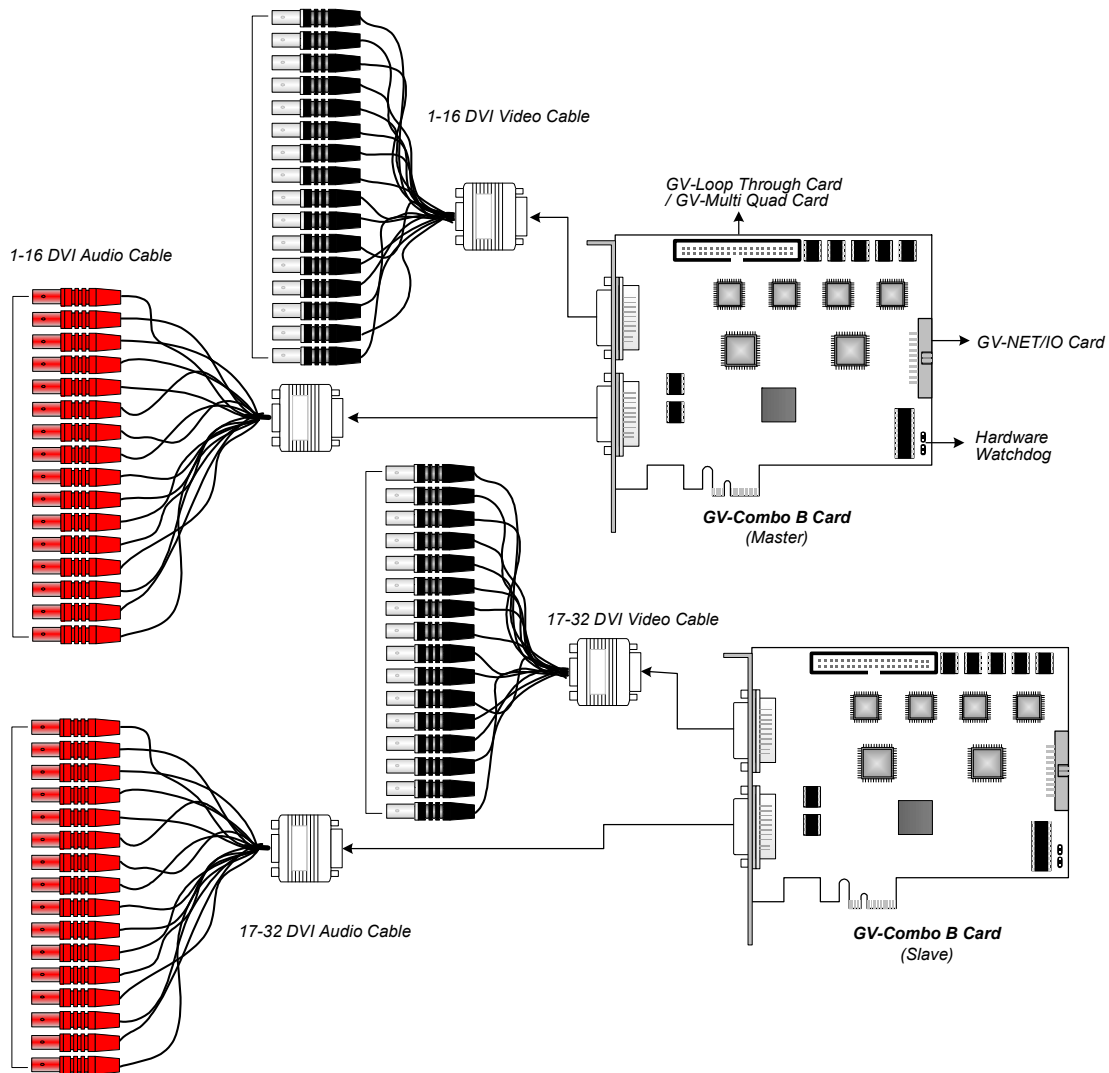 1-16 DVI Video Cable
GV-Loop Through Card
/ GV-Multi Quad Card
1-16 DVI Audio Cable
GV-NET/IO Card
Hardware
Watchdog
GV-Combo B Card
(Master)
17-32 DVI Video Cable
17-32 DVI Audio Cable
GV-Combo B Card
(Slave)